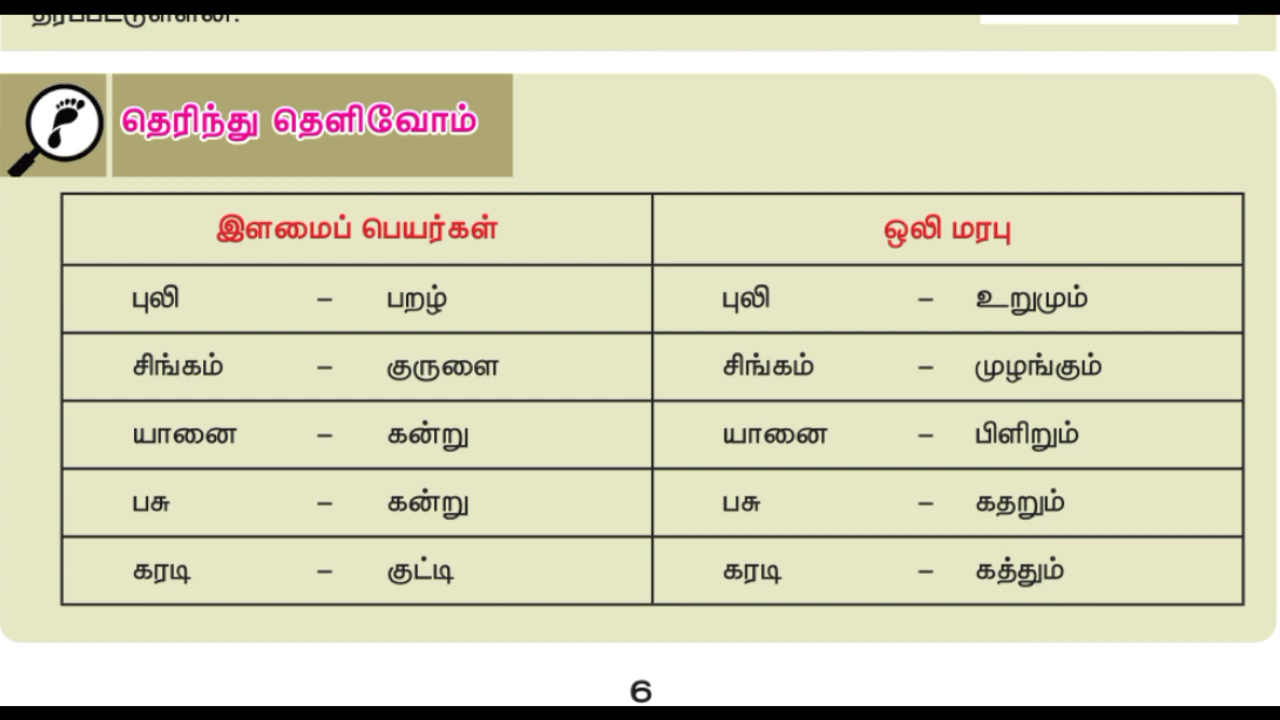 தெரிந்து தெளிவோம்
இளமைப் பெயர்கள் ஒலி மரபு
புலி – பறழ் புலி – உறுமும்
சிங்கம் – குருளை சிங்கம் – முழங்கும்
யானை – கன்று யானை – பிளிறும்
பசு – கன்று பசு – கதறும்
கரடி – குட்டி கரடி – கத்தும்
6